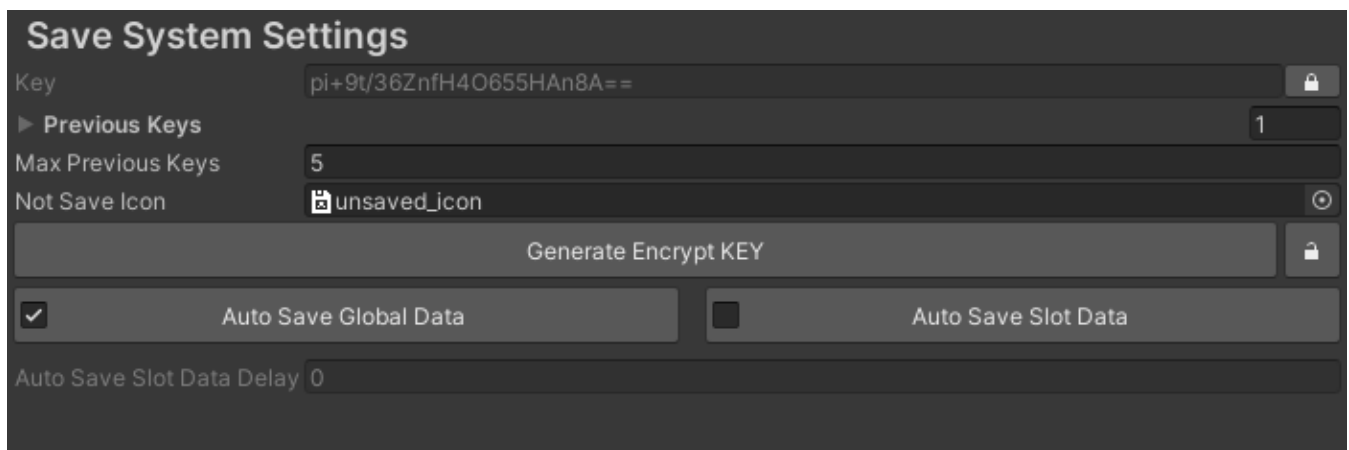 Save System Settings
Key pi+9t/36ZnfH4O655HAn8A==
Previous Keys 1
Max Previous Keys 5
Not Save Icon unsaved_icon
Generate Encrypt KEY
Auto Save Global Data Auto Save Slot Data
Auto Save Slot Data Delay 0